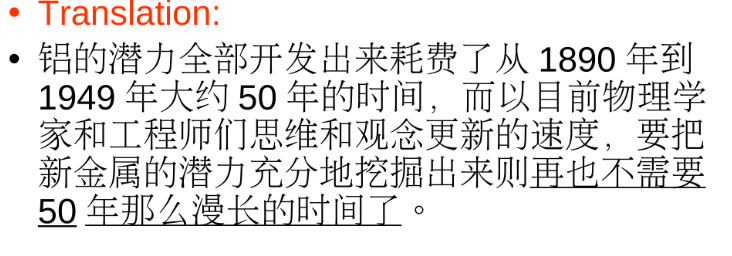 • Translation:
• 铝的潜力全部开发出来耗费了从 1890 年到
1949 年大约 50 年的时间，而以目前物理学
家和工程师们思维和观念更新的速度，要把
新金属的潜力充分地挖掘出来则再也不需要
50 年那么漫长的时间了。